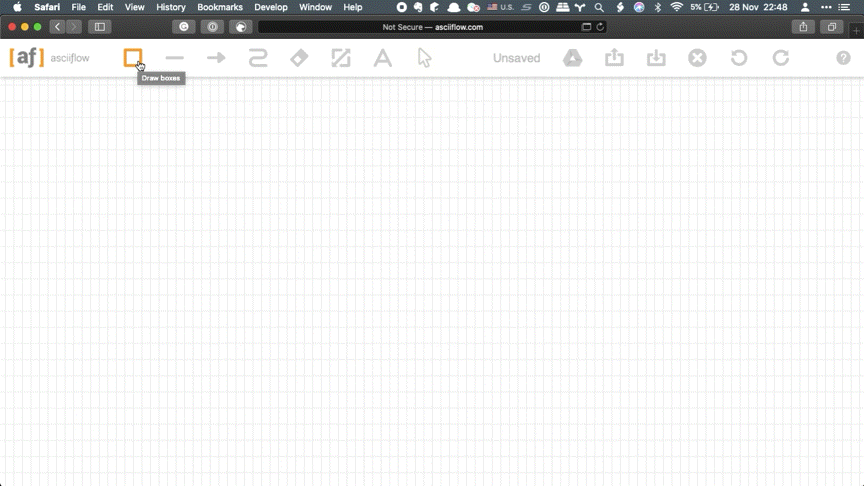 Safari File Edit View History Bookmarks Develop Window Help U.S. 5% 28 Nov 22:48
Not Secure — asciiflow.com
[af] asciiflow Unsaved ?
Draw boxes